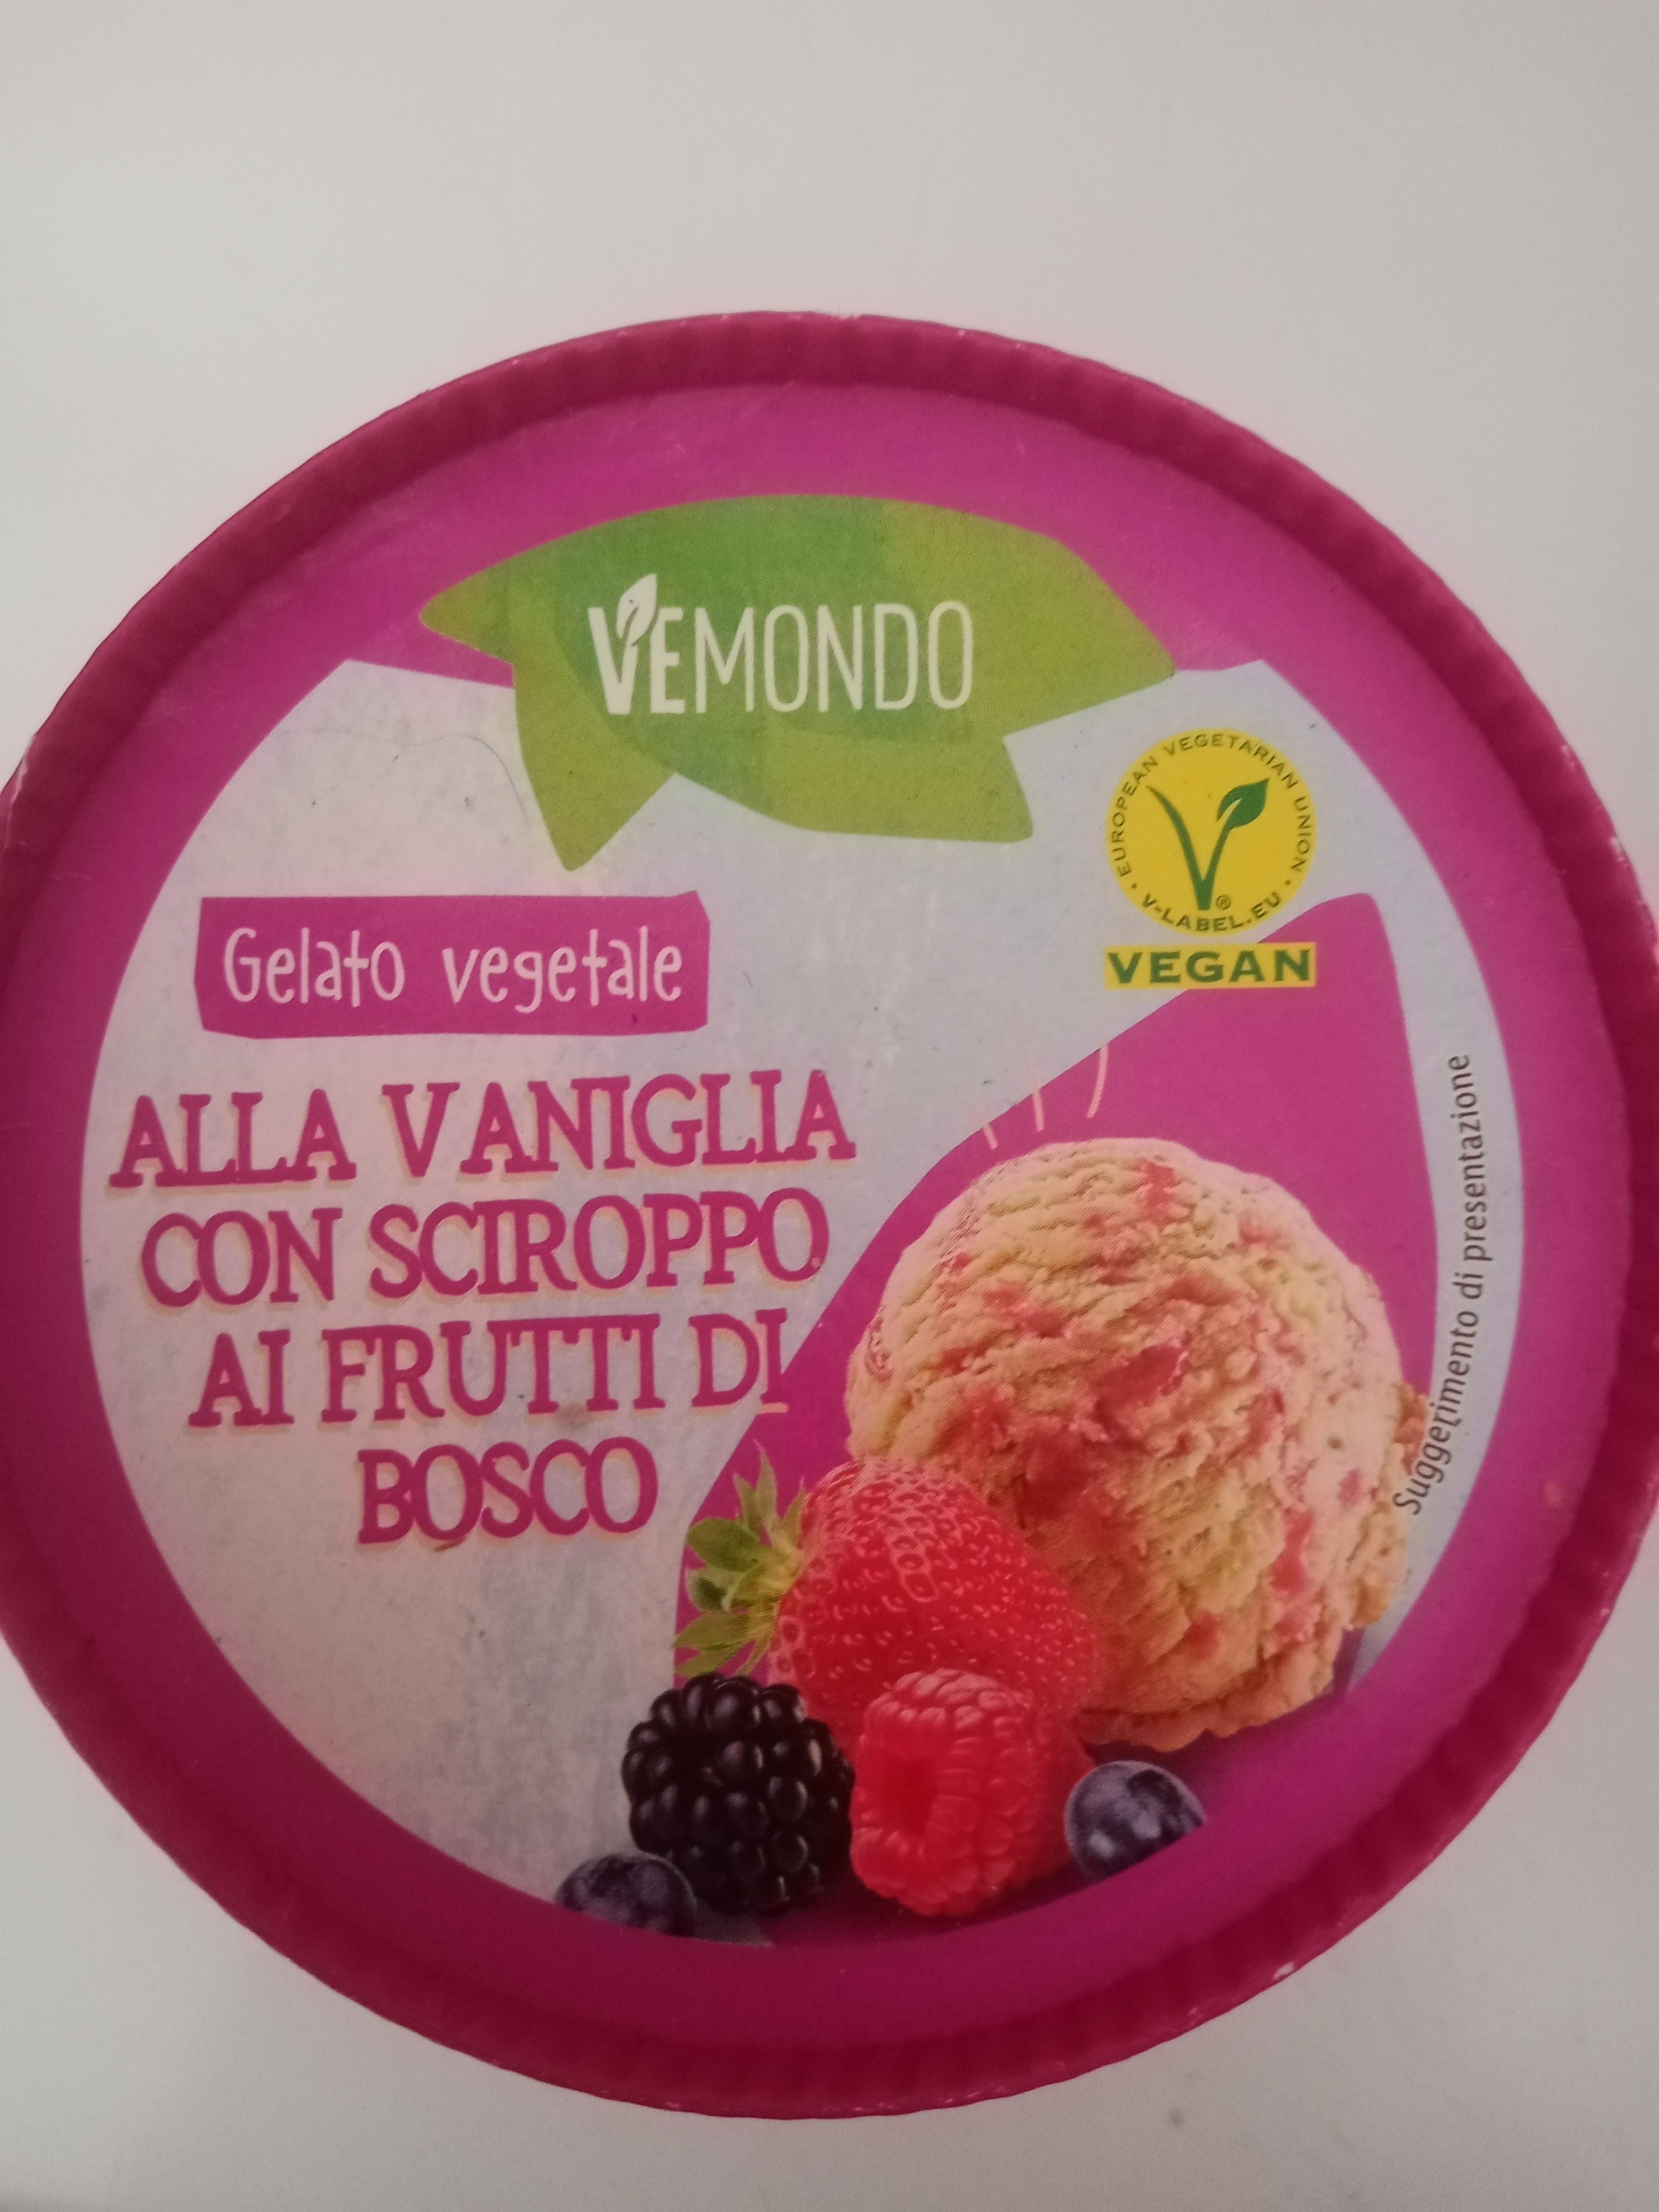 VEMONDO
• EUROPEAN VEGETARIAN UNION •
V-LABEL.EU
®
VEGAN
Gelato vegetale
ALLA VANIGLIA
CON SCIROPPO
AI FRUTTI DI
BOSCO
Suggerimento di presentazione